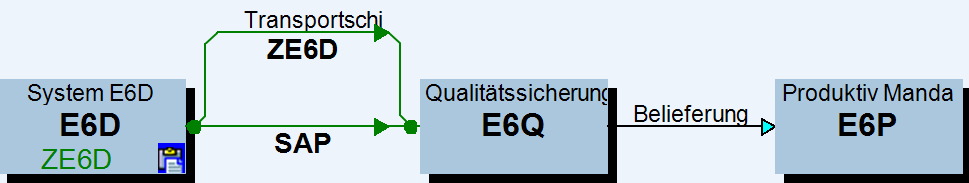 Transportschi
ZE6D
System E6D
E6D
ZE6D
SAP
Qualitätssicherung
E6Q
Belieferung
Produktiv Manda
E6P